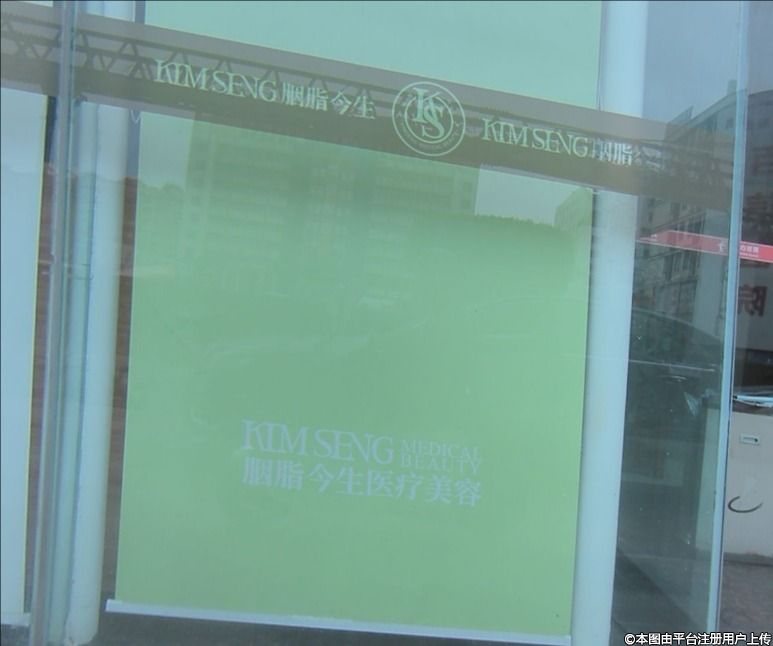 KIM SENG 胭脂今生
KS
KIM SENG 胭脂
KIM SENG MEDICAL BEAUTY
胭脂今生医疗美容
院
©本图由平台注册用户上传